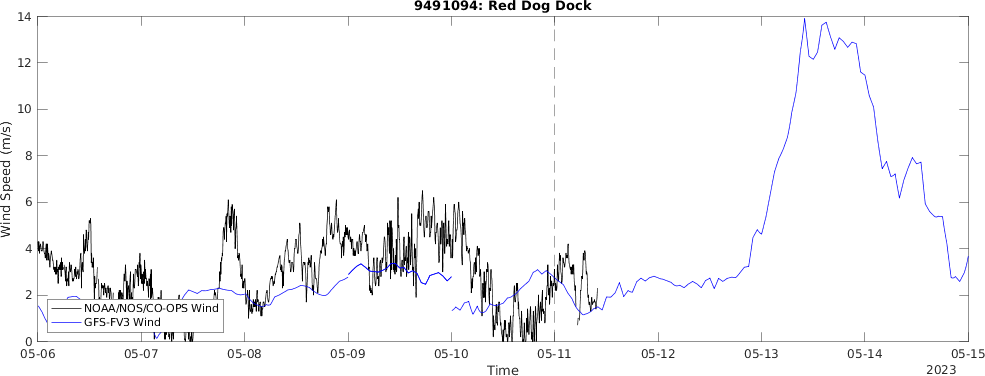 9491094: Red Dog Dock
Wind Speed (m/s)
14
12
10
8
6
4
2
0
NOAA/NOS/CO-OPS Wind
GFS-FV3 Wind
05-06 05-07 05-08 05-09 05-10 05-11 05-12 05-13 05-14 05-15
Time
2023